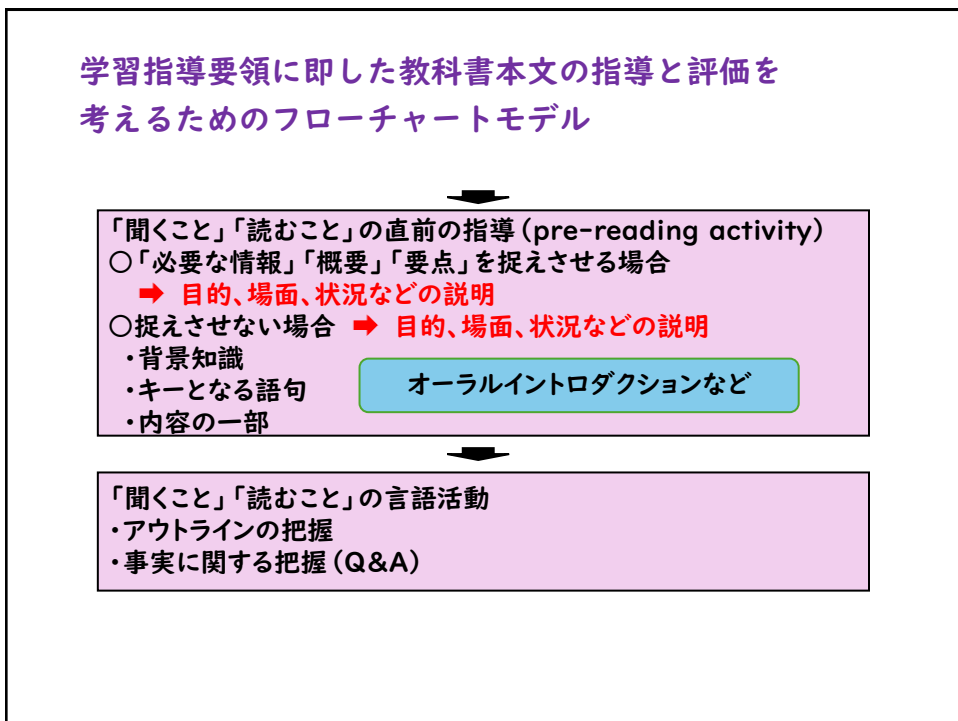 学習指導要領に即した教科書本文の指導と評価を
考えるためのフローチャートモデル
「聞くこと」「読むこと」の直前の指導(pre-reading activity)
○「必要な情報」「概要」「要点」を捉えさせる場合
➡ 目的、場面、状況などの説明
○捉えさせない場合 ➡ 目的、場面、状況などの説明
・背景知識
・キーとなる語句
・内容の一部
オーラルイントロダクションなど
「聞くこと」「読むこと」の言語活動
・アウトラインの把握
・事実に関する把握(Q&A)